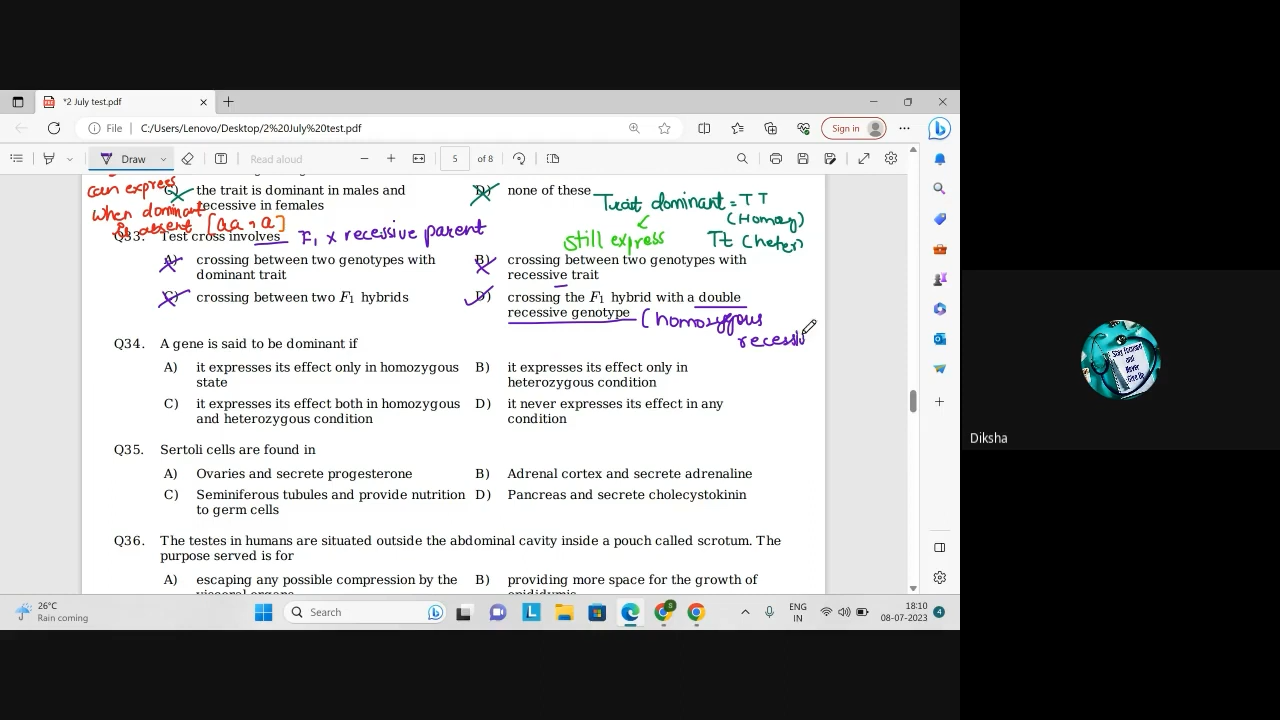 *2 July test.pdf
File C:/Users/Lenovo/Desktop/2%20July%20test.pdf
Sign in
Draw
Read aloud
5 of 8
can express
when dominant
is absent [aa, a]
C) the trait is dominant in males and
recessive in females
D) none of these
Trait dominant = TT
(Homozy)
still express
Tt (heter)
Q33. Test cross involves
F1 x recessive parent
A) crossing between two genotypes with
dominant trait
B) crossing between two genotypes with
recessive trait
C) crossing between two F1 hybrids
D) crossing the F1 hybrid with a double
recessive genotype
(homozygous
recessiv
Q34. A gene is said to be dominant if
A) it expresses its effect only in homozygous
state
B) it expresses its effect only in
heterozygous condition
C) it expresses its effect both in homozygous
and heterozygous condition
D) it never expresses its effect in any
condition
Q35. Sertoli cells are found in
A) Ovaries and secrete progesterone
B) Adrenal cortex and secrete adrenaline
C) Seminiferous tubules and provide nutrition
to germ cells
D) Pancreas and secrete cholecystokinin
Q36. The testes in humans are situated outside the abdominal cavity inside a pouch called scrotum. The
purpose served is for
A) escaping any possible compression by the
B) providing more space for the growth of
Stay Focused
and
Never
Give Up
Diksha
26°C
Rain coming
Search
ENG
IN
18:10
08-07-2023
4